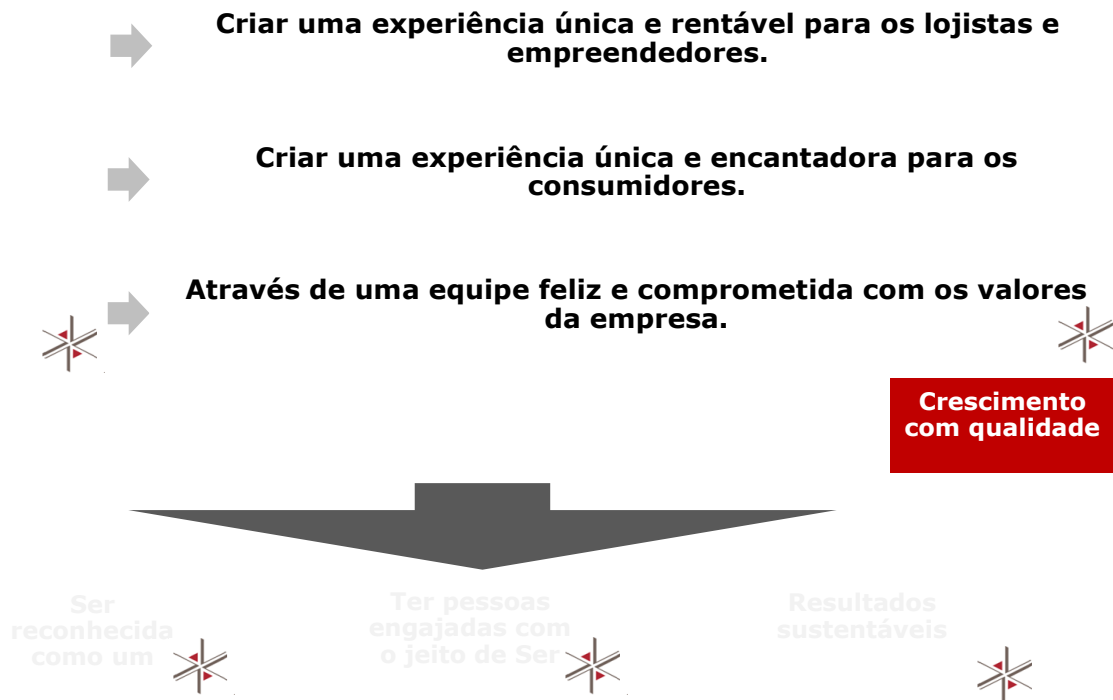 Criar uma experiência única e rentável para os lojistas e
empreendedores.
Criar uma experiência única e encantadora para os
consumidores.
Através de uma equipe feliz e comprometida com os valores
da empresa.
Crescimento
com qualidade
Ser
reconhecida
como um
Ter pessoas
engajadas com
o jeito de Ser
Resultados
sustentáveis